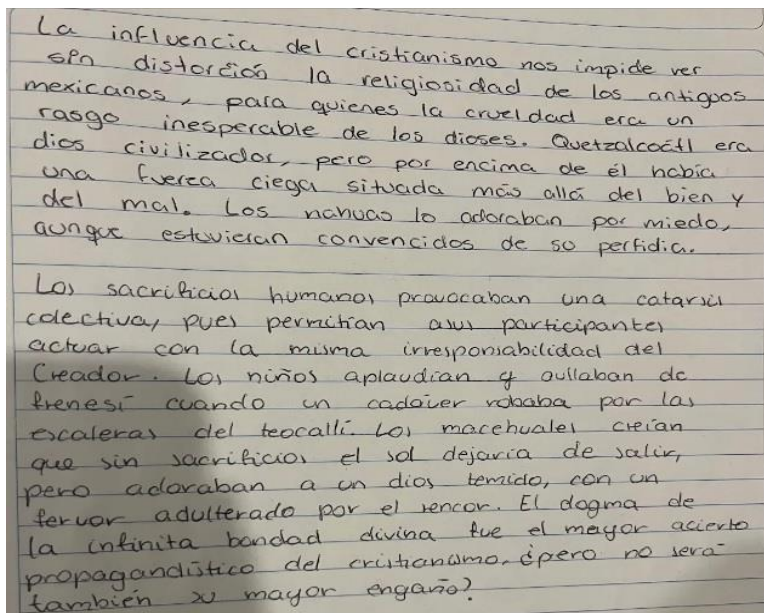 La influencia del cristianismo nos impide ver
sin distorción la religiosidad de los antiguos
mexicanos, para quienes la crueldad era un
rasgo inesperable de los dioses. Quetzalcoátl era
dios civilizador, pero por encima de él había
una fuerza ciega situada más allá del bien y
del mal. Los nahuas lo adoraban por miedo,
aunque estuvieran convencidos de su perfidia.

Los sacrificios humanos provocaban una catarsis
colectiva, pues permitían a sus participantes
actuar con la misma irresponsabilidad del
Creador. Los niños aplaudían y aullaban de
frenesí cuando un cadáver robaba por las
escaleras del teocalli. Los macehuales creían
que sin sacrificios el sol dejaría de salir,
pero adoraban a un dios temido, con un
fervor adulterado por el rencor. El dogma de
la infinita bondad divina fue el mayor acierto
propagandístico del cristianismo, ¿pero no será
también su mayor engaño?